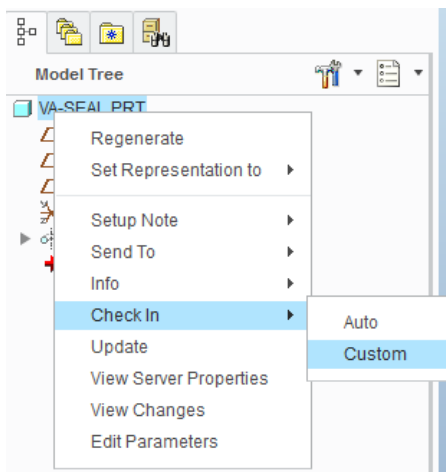 Model Tree
VA-SEAL.PRT
Regenerate
Set Representation to
Setup Note
Send To
Info
Check In
Auto
Update
Custom
View Server Properties
View Changes
Edit Parameters